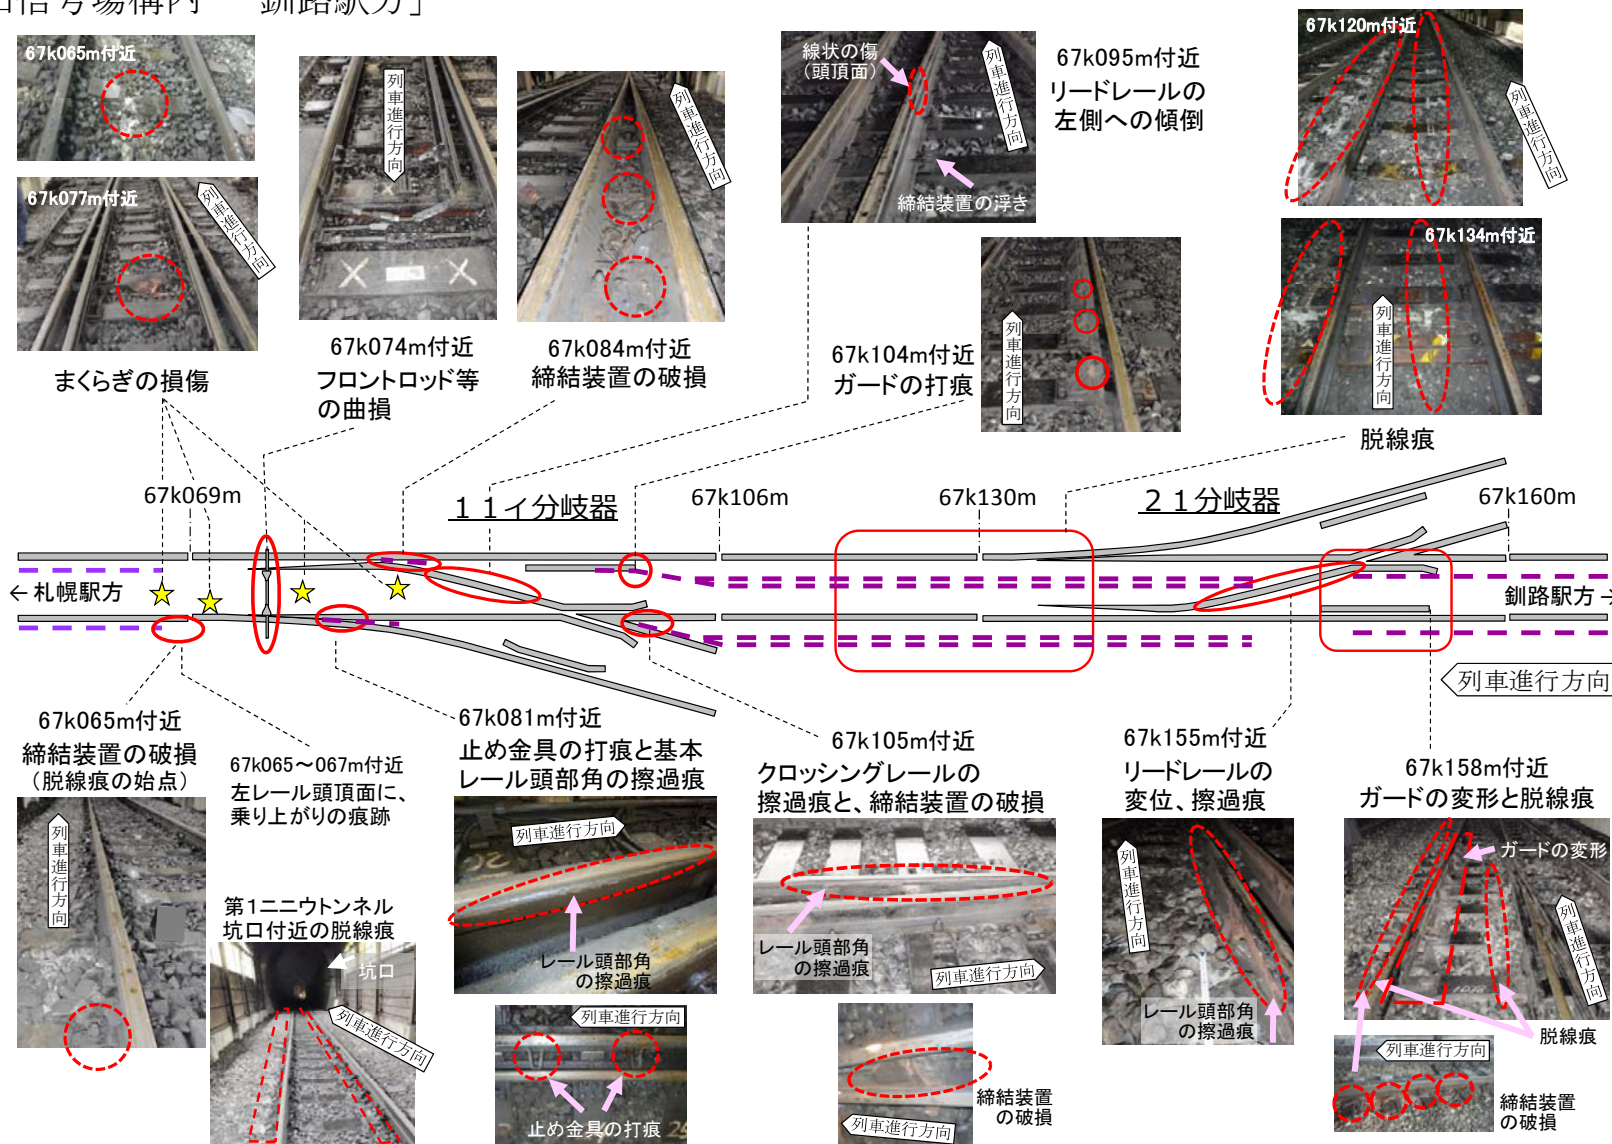 信号場構内 釧路駅方」
67k065m付近
67k077m付近
列車進行方向
まくらぎの損傷
列車進行方向
67k074m付近
フロントロッド等
の曲損
列車進行方向
67k084m付近
締結装置の破損
線状の傷
(頭頂面)
列車進行方向
締結装置の浮き
67k095m付近
リードレールの
左側への傾倒
67k104m付近
ガードの打痕
列車進行方向
67k120m付近
列車進行方向
67k134m付近
列車進行方向
脱線痕
67k069m
11イ分岐器
67k106m
67k130m
21分岐器
67k160m
←札幌駅方
釧路駅方→
列車進行方向
67k065m付近
締結装置の破損
(脱線痕の始点)
列車進行方向
67k065～067m付近
左レール頭頂面に、
乗り上がりの痕跡
第1ニニウトンネル
坑口付近の脱線痕
坑口
列車進行方向
67k081m付近
止め金具の打痕と基本
レール頭部角の擦過痕
列車進行方向
レール頭部角
の擦過痕
列車進行方向
止め金具の打痕
67k105m付近
クロッシングレールの
擦過痕と、締結装置の破損
レール頭部角
の擦過痕
列車進行方向
締結装置
の破損
列車進行方向
67k155m付近
リードレールの
変位、擦過痕
列車進行方向
レール頭部角
の擦過痕
67k158m付近
ガードの変形と脱線痕
ガードの変形
列車進行方向
脱線痕
列車進行方向
締結装置
の破損